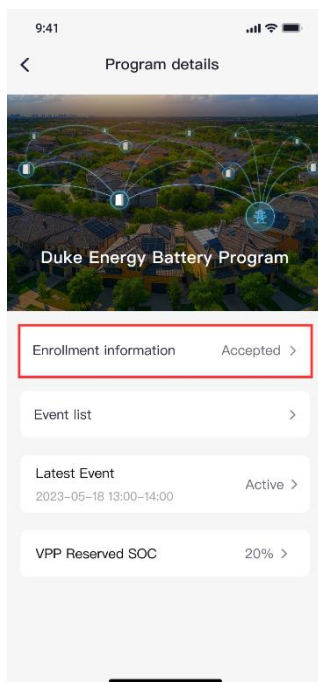 9:41
Program details
Duke Energy Battery Program
Enrollment information Accepted >
Event list >
Latest Event
2023-05-18 13:00-14:00
Active >
VPP Reserved SOC 20% >